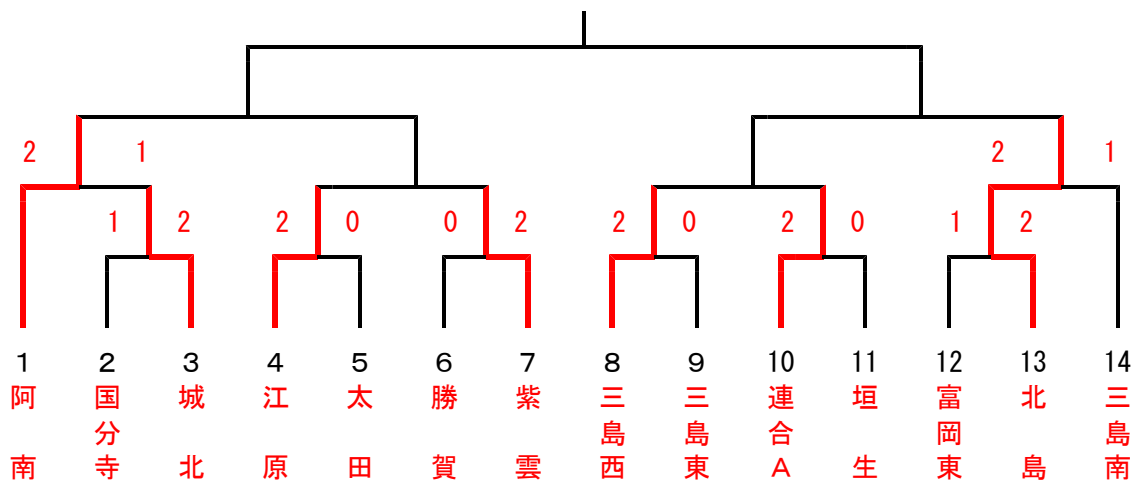 2 1 2 1
1 2 2 0 0 2 2 0 2 0 1 2
1 2 3 4 5 6 7 8 9 10 11 12 13 14
阿南 国分寺 城北 江原 太田 勝賀 紫雲 三島西 三島東 連合A 垣生 富岡東 北島 三島南